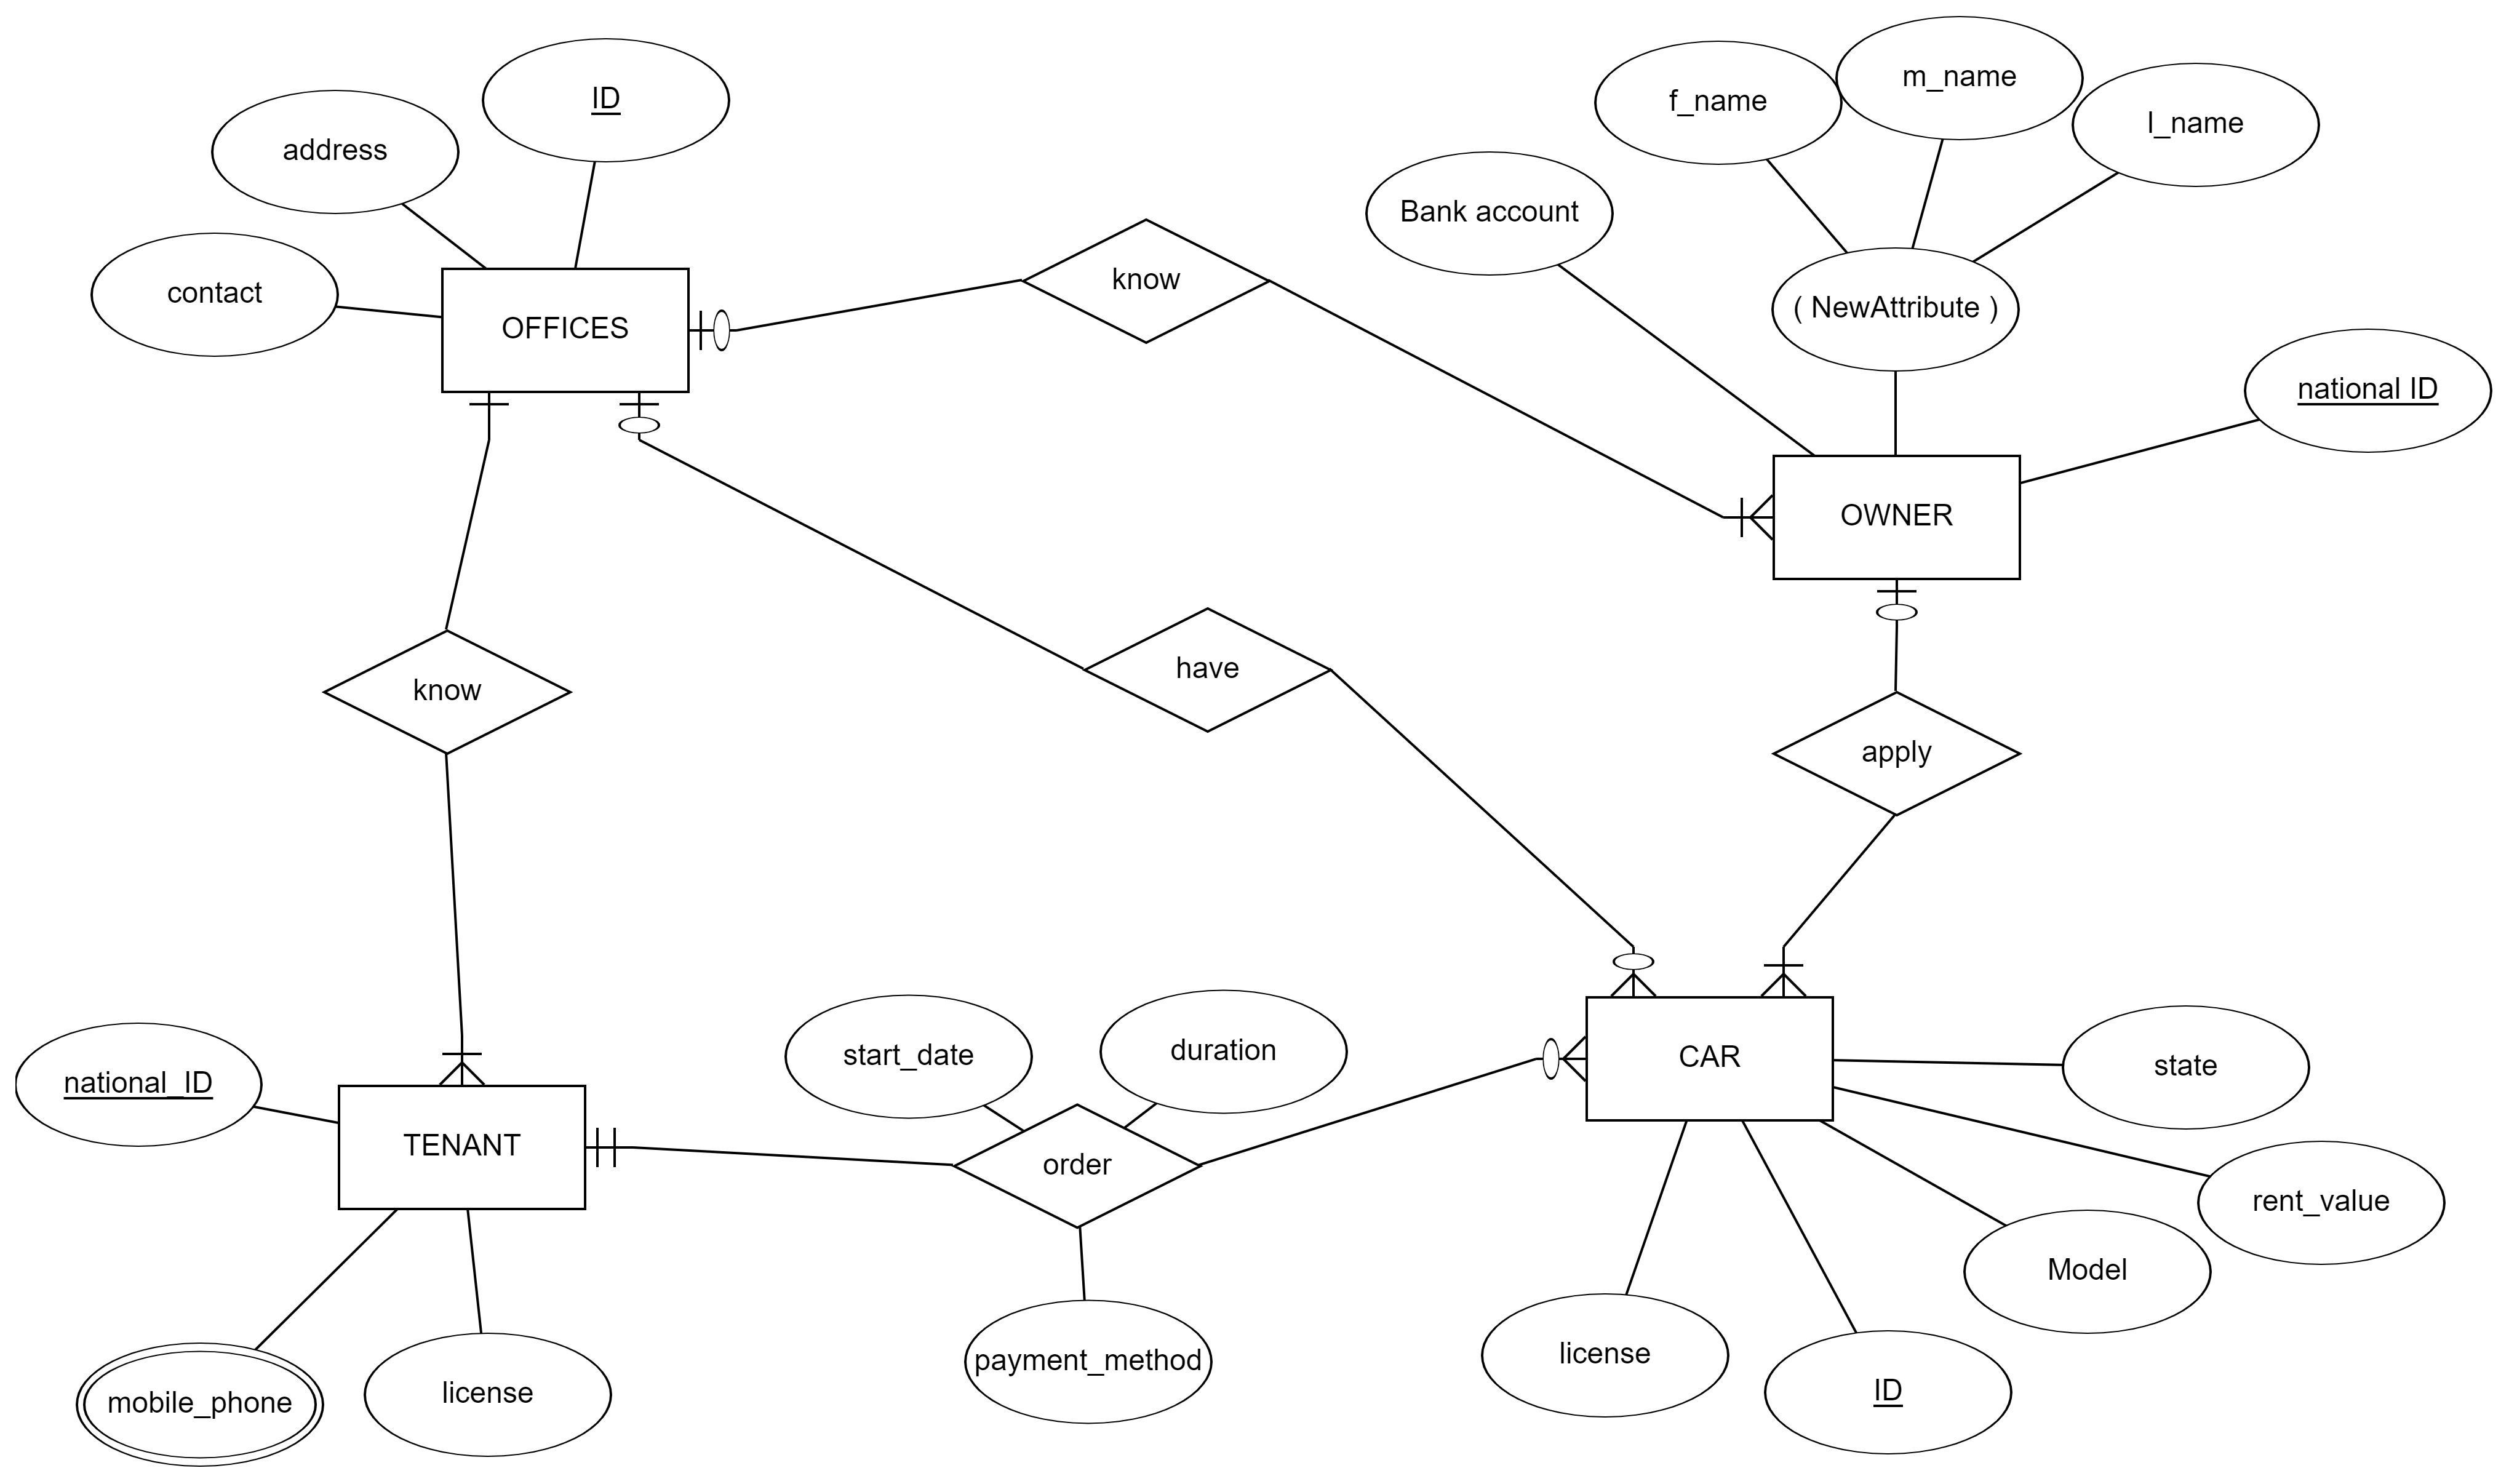 m_name
ID
f_name
l_name
address
Bank account
know
contact
( NewAttribute )
OFFICES
national ID
OWNER
have
know
apply
start_date
duration
CAR
state
national_ID
TENANT
order
rent_value
Model
license
payment_method
ID
license
mobile_phone